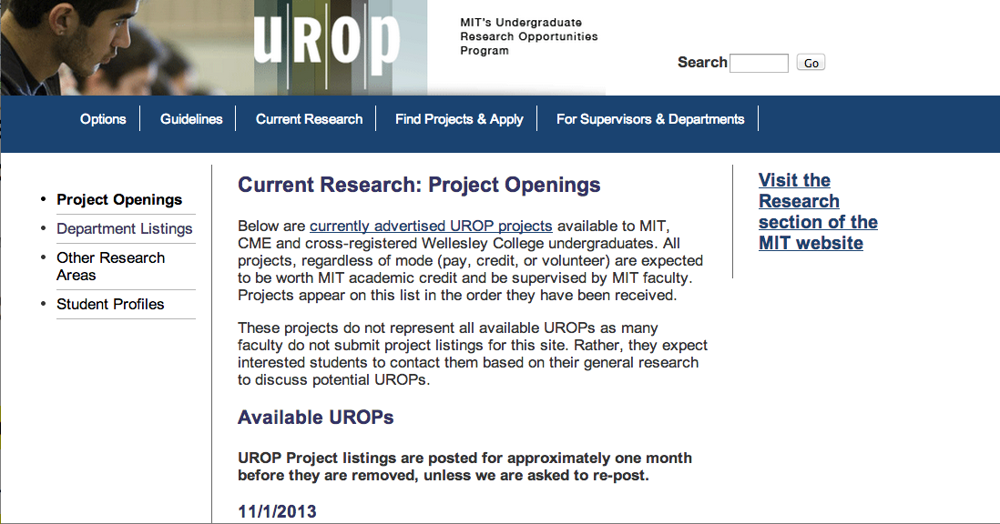 urop
MIT's Undergraduate
Research Opportunities
Program
Search
Go
Options
Guidelines
Current Research
Find Projects & Apply
For Supervisors & Departments
• Project Openings
• Department Listings
• Other Research
Areas
• Student Profiles
Current Research: Project Openings
Below are currently advertised UROP projects available to MIT,
CME and cross-registered Wellesley College undergraduates. All
projects, regardless of mode (pay, credit, or volunteer) are expected
to be worth MIT academic credit and be supervised by MIT faculty.
Projects appear on this list in the order they have been received.
These projects do not represent all available UROPs as many
faculty do not submit project listings for this site. Rather, they expect
interested students to contact them based on their general research
to discuss potential UROPs.
Available UROPs
UROP Project listings are posted for approximately one month
before they are removed, unless we are asked to re-post.
11/1/2013
Visit the
Research
section of the
MIT website